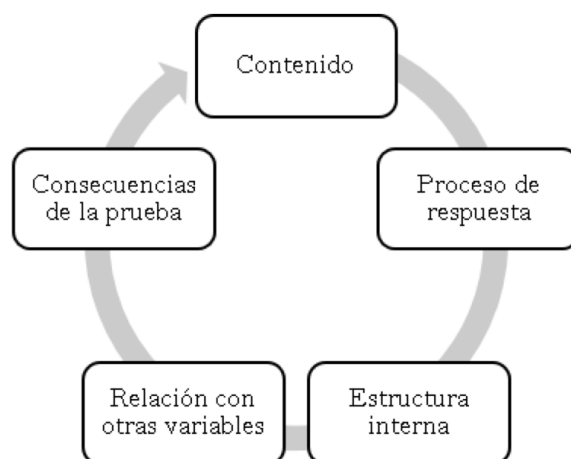 Contenido
Proceso de
respuesta
Estructura
interna
Relación con
otras variables
Consecuencias
de la prueba